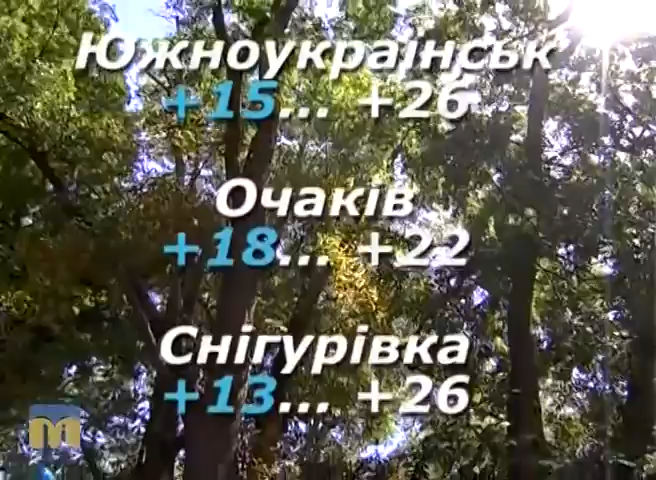 Южноукраїнськ
+15... +26
Очаків
+18... +22
Снігурівка
+13... +26